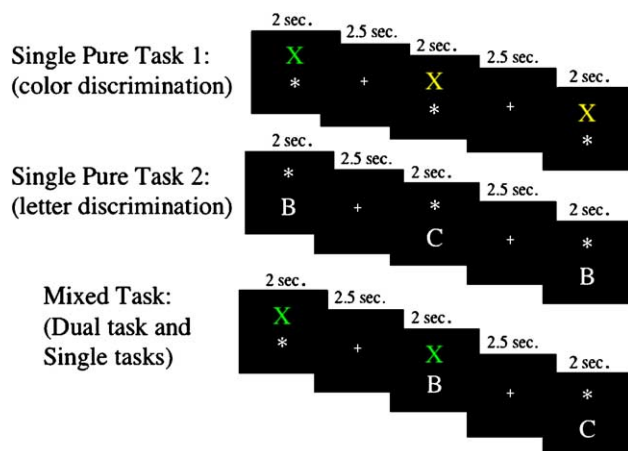 2 sec.
2.5 sec.
Single Pure Task 1:
X
2 sec.
(color discrimination)
*
+
X
2.5 sec.
*
+
2 sec.
X
*
2 sec.
2.5 sec.
Single Pure Task 2:
*
2 sec.
(letter discrimination)
B
+
*
2.5 sec.
C
+
2 sec.
*
B
2 sec.
Mixed Task:
2.5 sec.
(Dual task and
X
2 sec.
Single tasks)
*
+
X
2.5 sec.
B
+
2 sec.
*
C